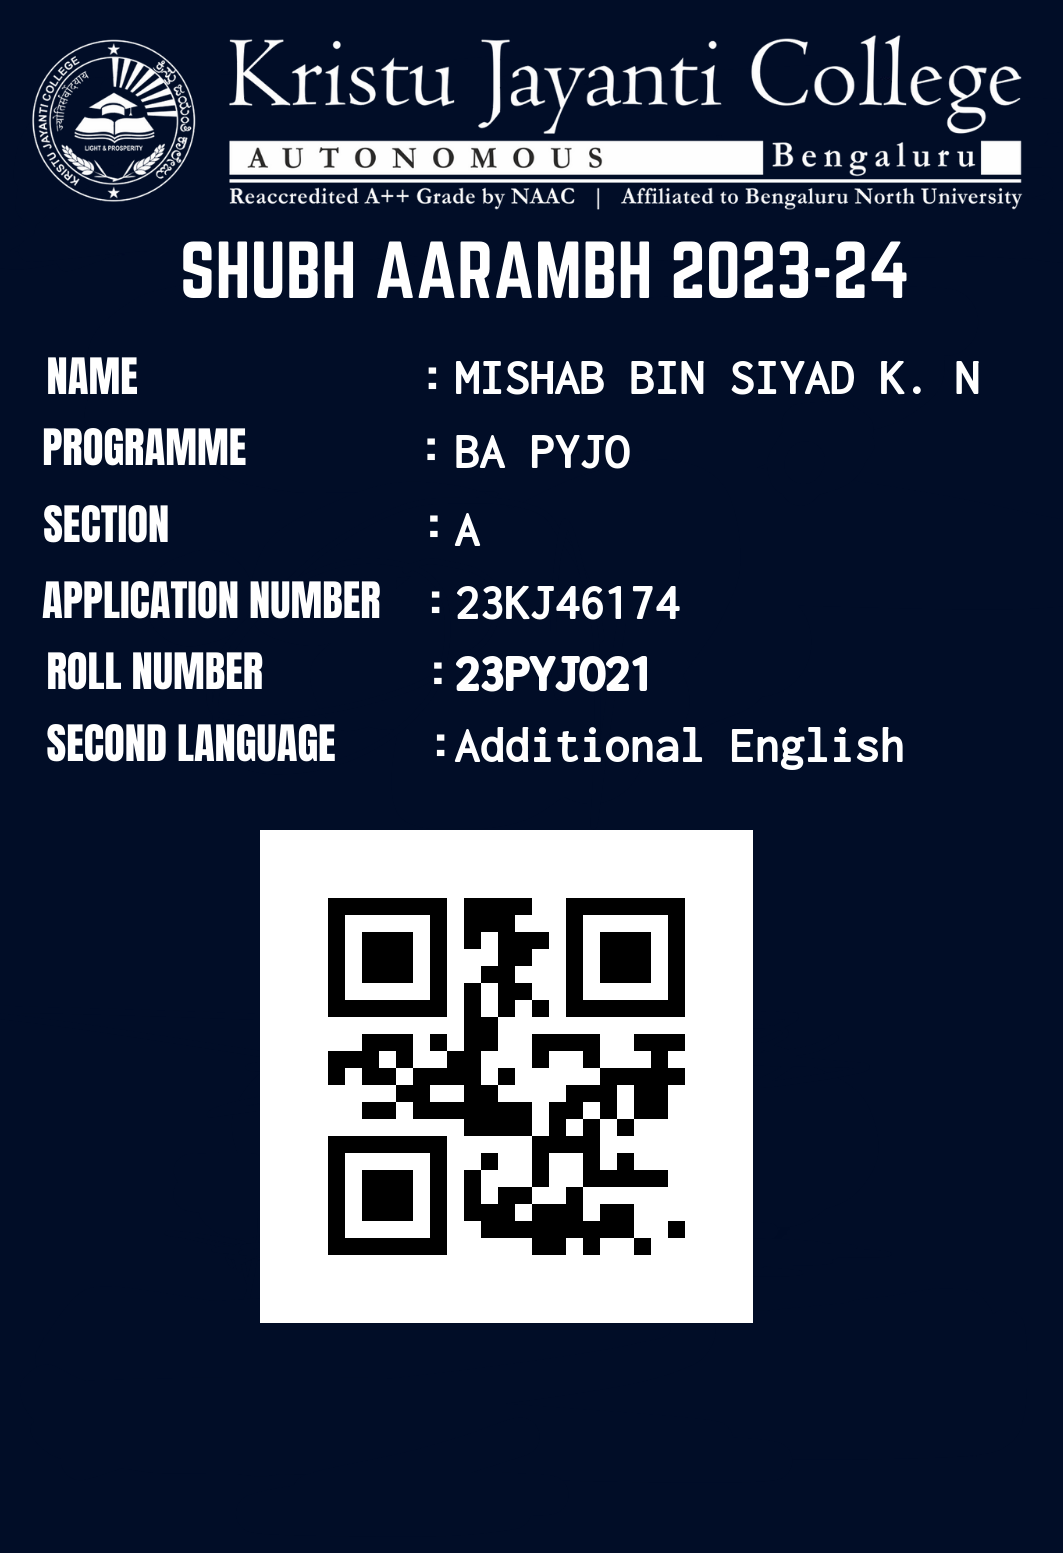 KRISTU JAYANTI COLLEGE
ಕ್ರಿಸ್ತು ಜಯಂತಿ ಕಾಲೇಜು
LIGHT & PROSPERITY
Kristu Jayanti College
AUTONOMOUS Bengaluru
Reaccredited A++ Grade by NAAC | Affiliated to Bengaluru North University
SHUBH AARAMBH 2023-24
NAME : MISHAB BIN SIYAD K. N
PROGRAMME : BA PYJO
SECTION : A
APPLICATION NUMBER : 23KJ46174
ROLL NUMBER : 23PYJO21
SECOND LANGUAGE :Additional English